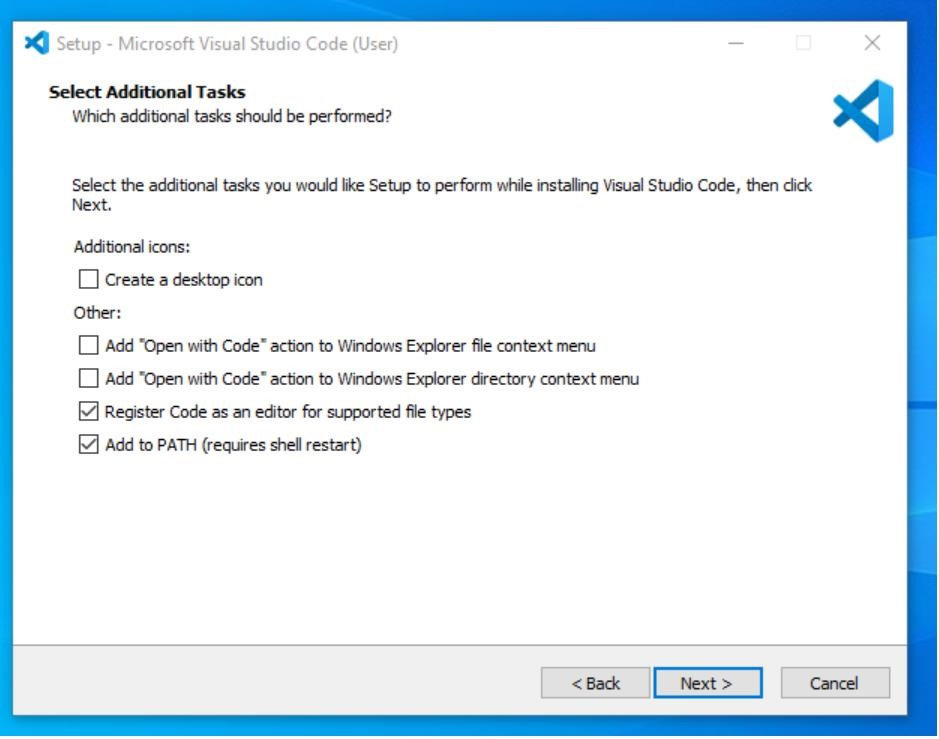 Setup - Microsoft Visual Studio Code (User)
Select Additional Tasks
Which additional tasks should be performed?
Select the additional tasks you would like Setup to perform while installing Visual Studio Code, then click
Next.
Additional icons:
Create a desktop icon
Other:
Add "Open with Code" action to Windows Explorer file context menu
Add "Open with Code" action to Windows Explorer directory context menu
Register Code as an editor for supported file types
Add to PATH (requires shell restart)
< Back Next > Cancel